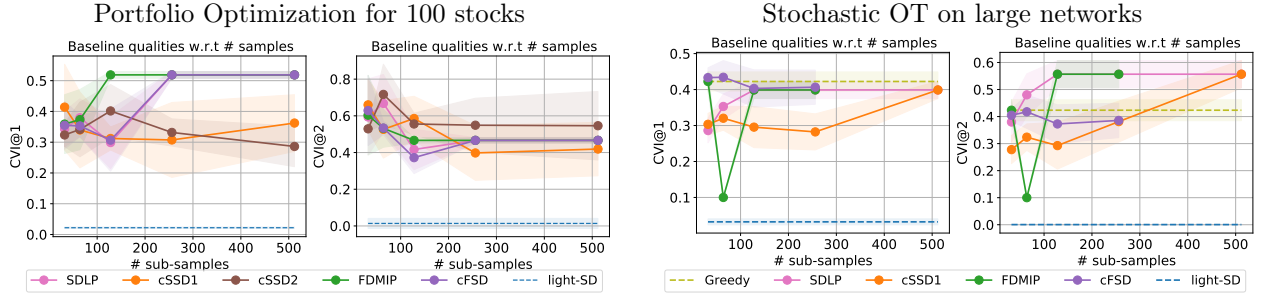 Portfolio Optimization for 100 stocks
Baseline qualities w.r.t # samples
CVI@1
0.5
0.4
0.3
0.2
0.1
0.0
100 200 300 400 500
# sub-samples
Baseline qualities w.r.t # samples
CVI@2
0.8
0.6
0.4
0.2
0.0
100 200 300 400 500
# sub-samples
SDLP cSSD1 cSSD2 FDMIP cFSD light-SD
Stochastic OT on large networks
Baseline qualities w.r.t # samples
CVI@1
0.5
0.4
0.3
0.2
0.1
100 200 300 400 500
# sub-samples
Baseline qualities w.r.t # samples
CVI@2
0.6
0.5
0.4
0.3
0.2
0.1
0.0
100 200 300 400 500
# sub-samples
Greedy SDLP cSSD1 FDMIP cFSD light-SD